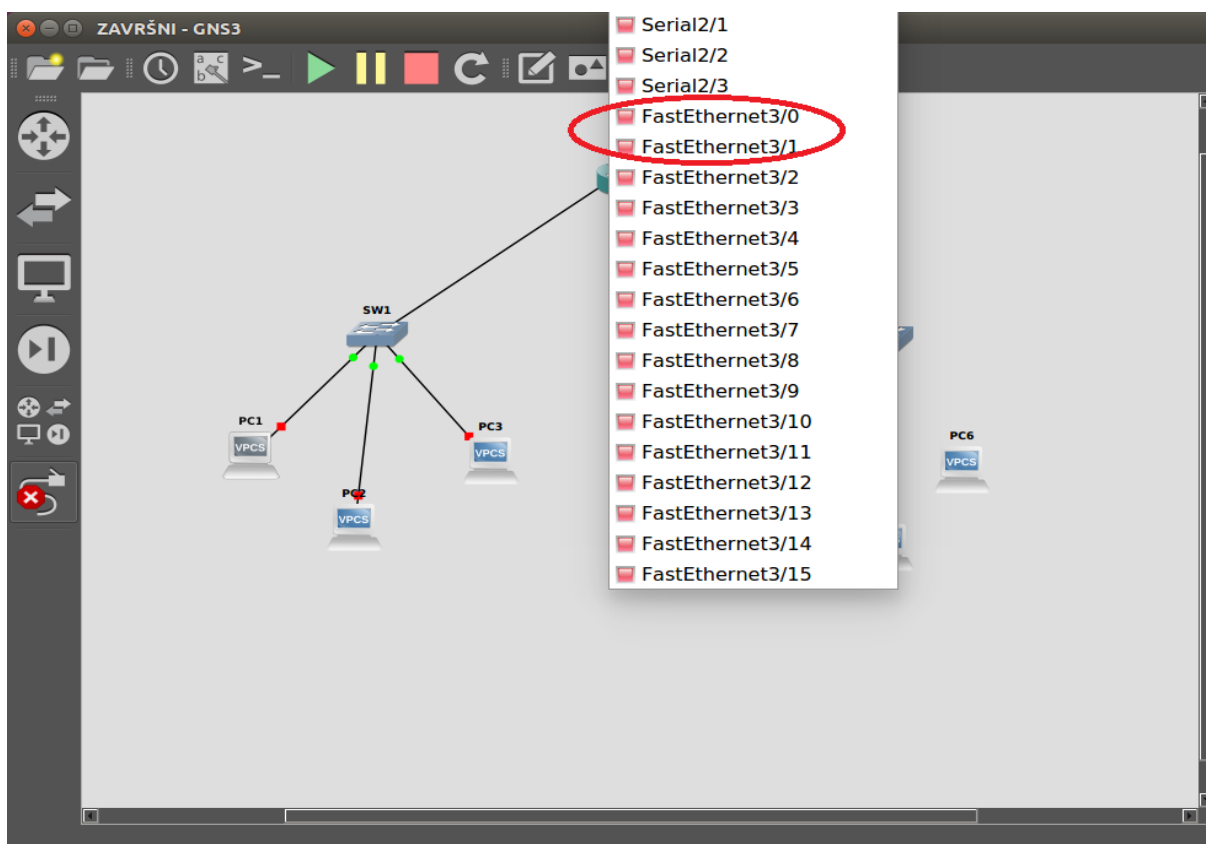 ZAVRŠNI - GNS3
Serial2/1
Serial2/2
Serial2/3
FastEthernet3/0
FastEthernet3/1
FastEthernet3/2
FastEthernet3/3
FastEthernet3/4
FastEthernet3/5
FastEthernet3/6
FastEthernet3/7
FastEthernet3/8
FastEthernet3/9
FastEthernet3/10
FastEthernet3/11
FastEthernet3/12
FastEthernet3/13
FastEthernet3/14
FastEthernet3/15
SW1
PC1
VPCS
PC2
VPCS
PC3
VPCS
PC6
VPCS